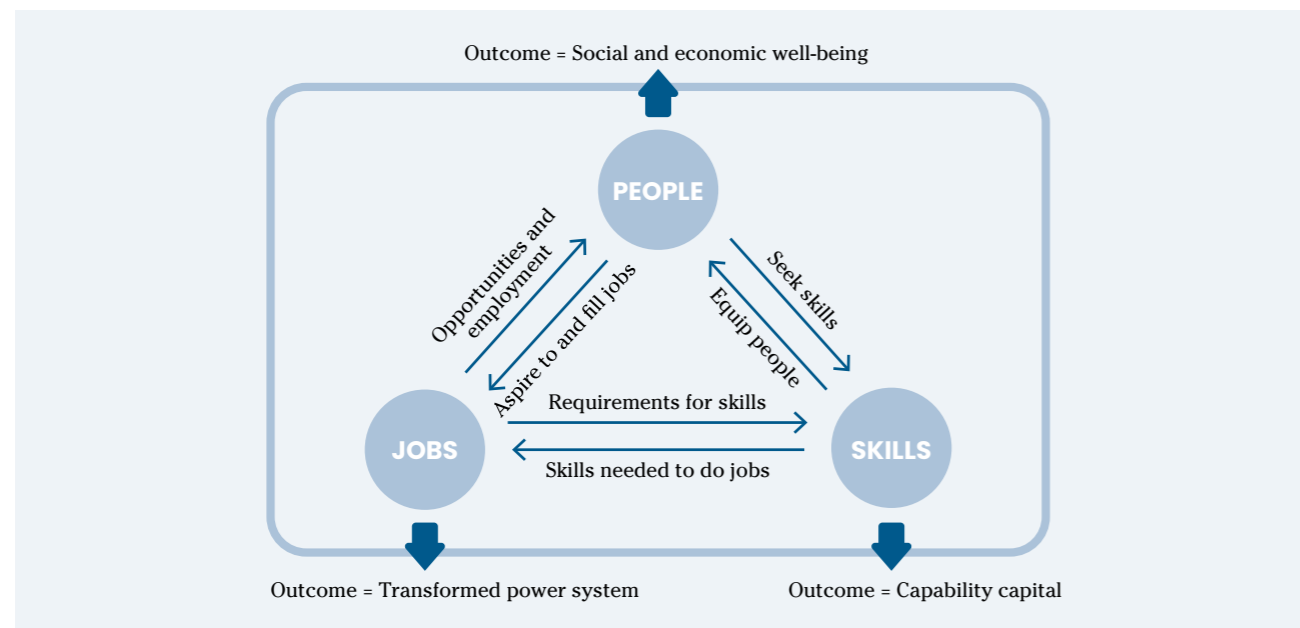 Outcome = Social and economic well-being
PEOPLE
Opportunities and
employment
Aspire to and fill jobs
Seek skills
Equip people
Requirements for skills
JOBS
SKILLS
Skills needed to do jobs
Outcome = Transformed power system
Outcome = Capability capital